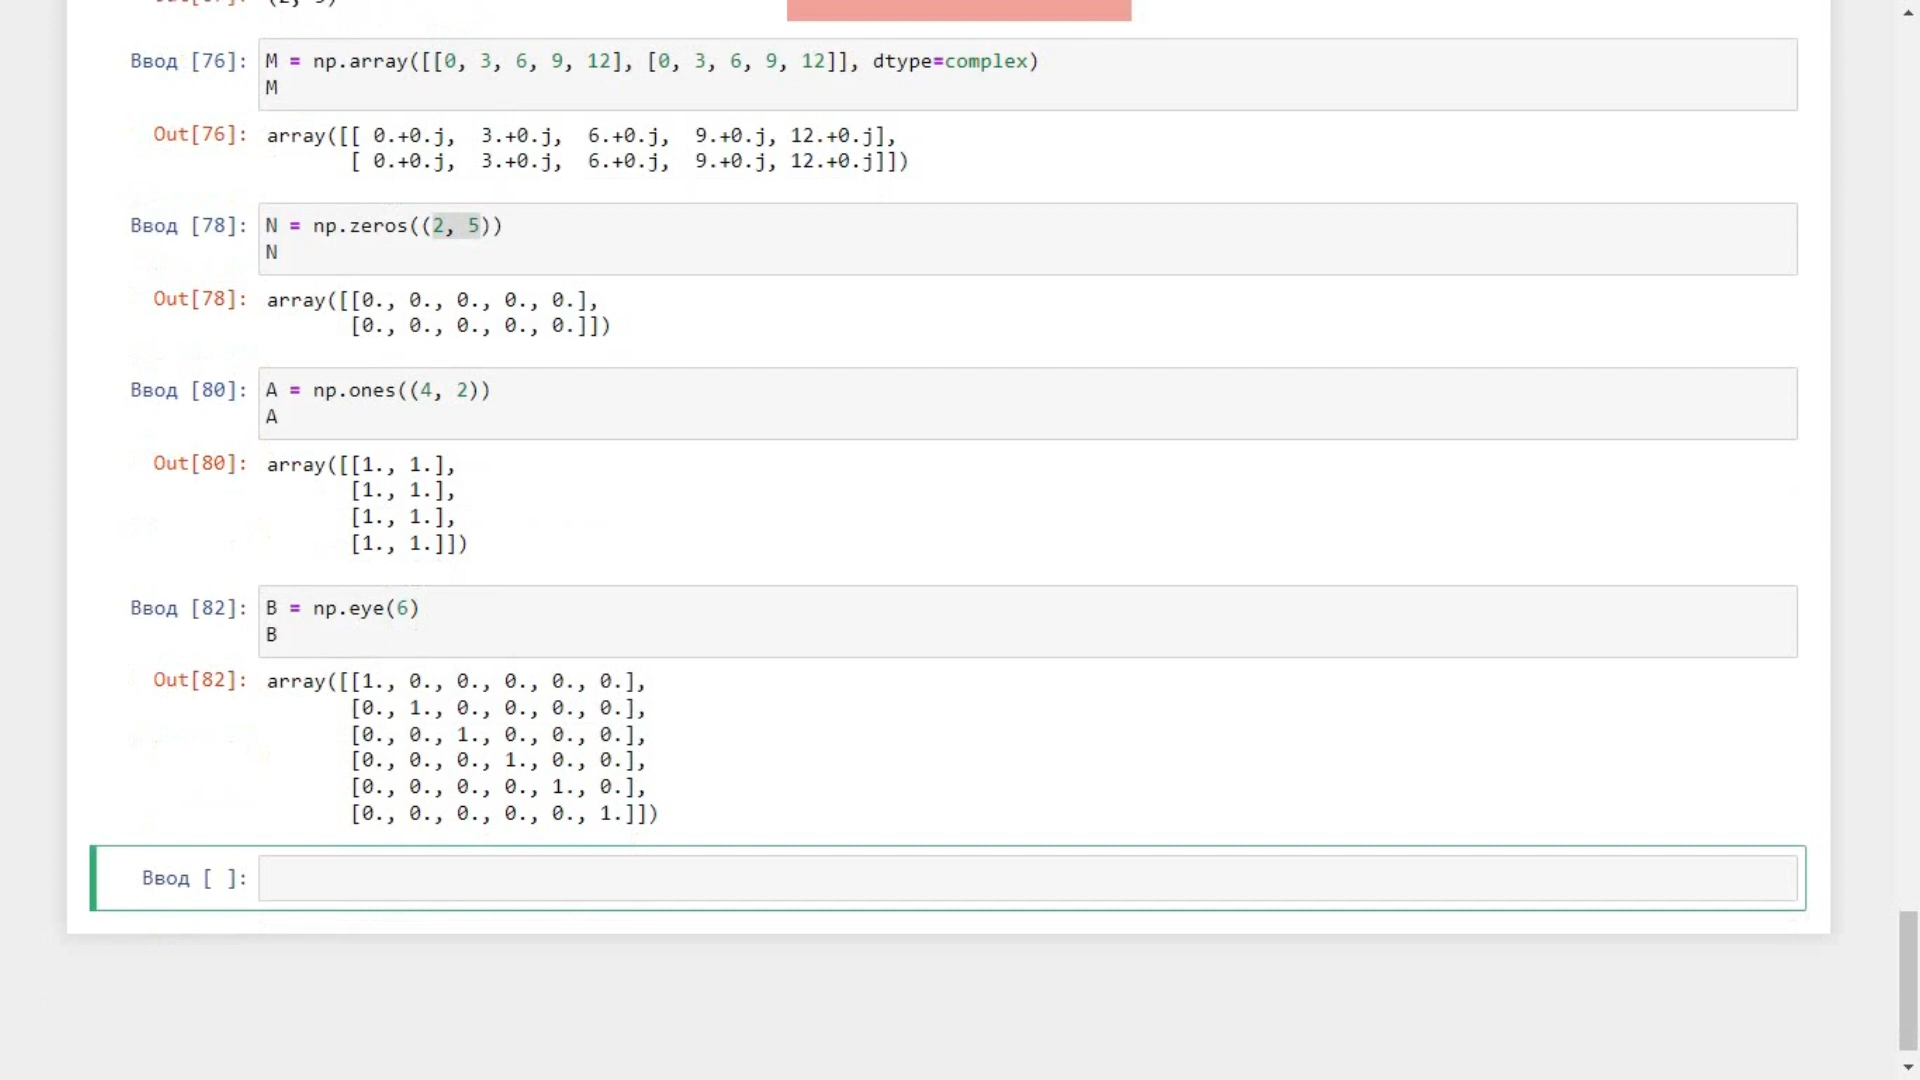 Ввод [76]: M = np.array([[0, 3, 6, 9, 12], [0, 3, 6, 9, 12]], dtype=complex)
M
Out[76]: array([[ 0.+0.j,  3.+0.j,  6.+0.j,  9.+0.j, 12.+0.j],
[ 0.+0.j,  3.+0.j,  6.+0.j,  9.+0.j, 12.+0.j]])
Ввод [78]: N = np.zeros((2, 5))
N
Out[78]: array([[0., 0., 0., 0., 0.],
[0., 0., 0., 0., 0.]])
Ввод [80]: A = np.ones((4, 2))
A
Out[80]: array([[1., 1.],
[1., 1.],
[1., 1.],
[1., 1.]])
Ввод [82]: B = np.eye(6)
B
Out[82]: array([[1., 0., 0., 0., 0., 0.],
[0., 1., 0., 0., 0., 0.],
[0., 0., 1., 0., 0., 0.],
[0., 0., 0., 1., 0., 0.],
[0., 0., 0., 0., 1., 0.],
[0., 0., 0., 0., 0., 1.]])
Ввод [ ]: